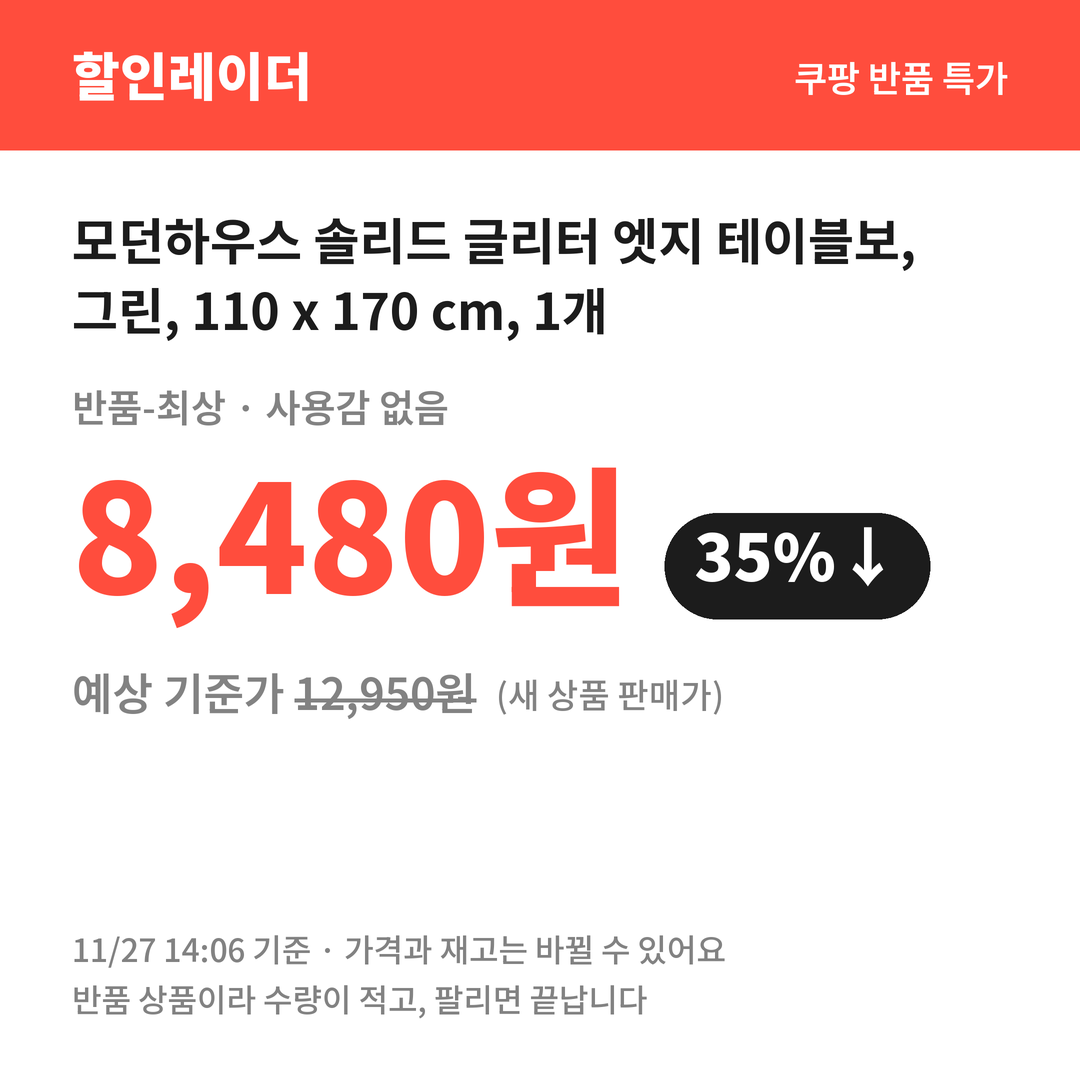 할인레이더
쿠팡 반품 특가
모던하우스 솔리드 글리터 엣지 테이블보,
그린, 110 x 170 cm, 1개
반품-최상 · 사용감 없음
8,480원
35%↓
예상 기준가 12,950원 (새 상품 판매가)
11/27 14:06 기준 · 가격과 재고는 바뀔 수 있어요
반품 상품이라 수량이 적고, 팔리면 끝납니다